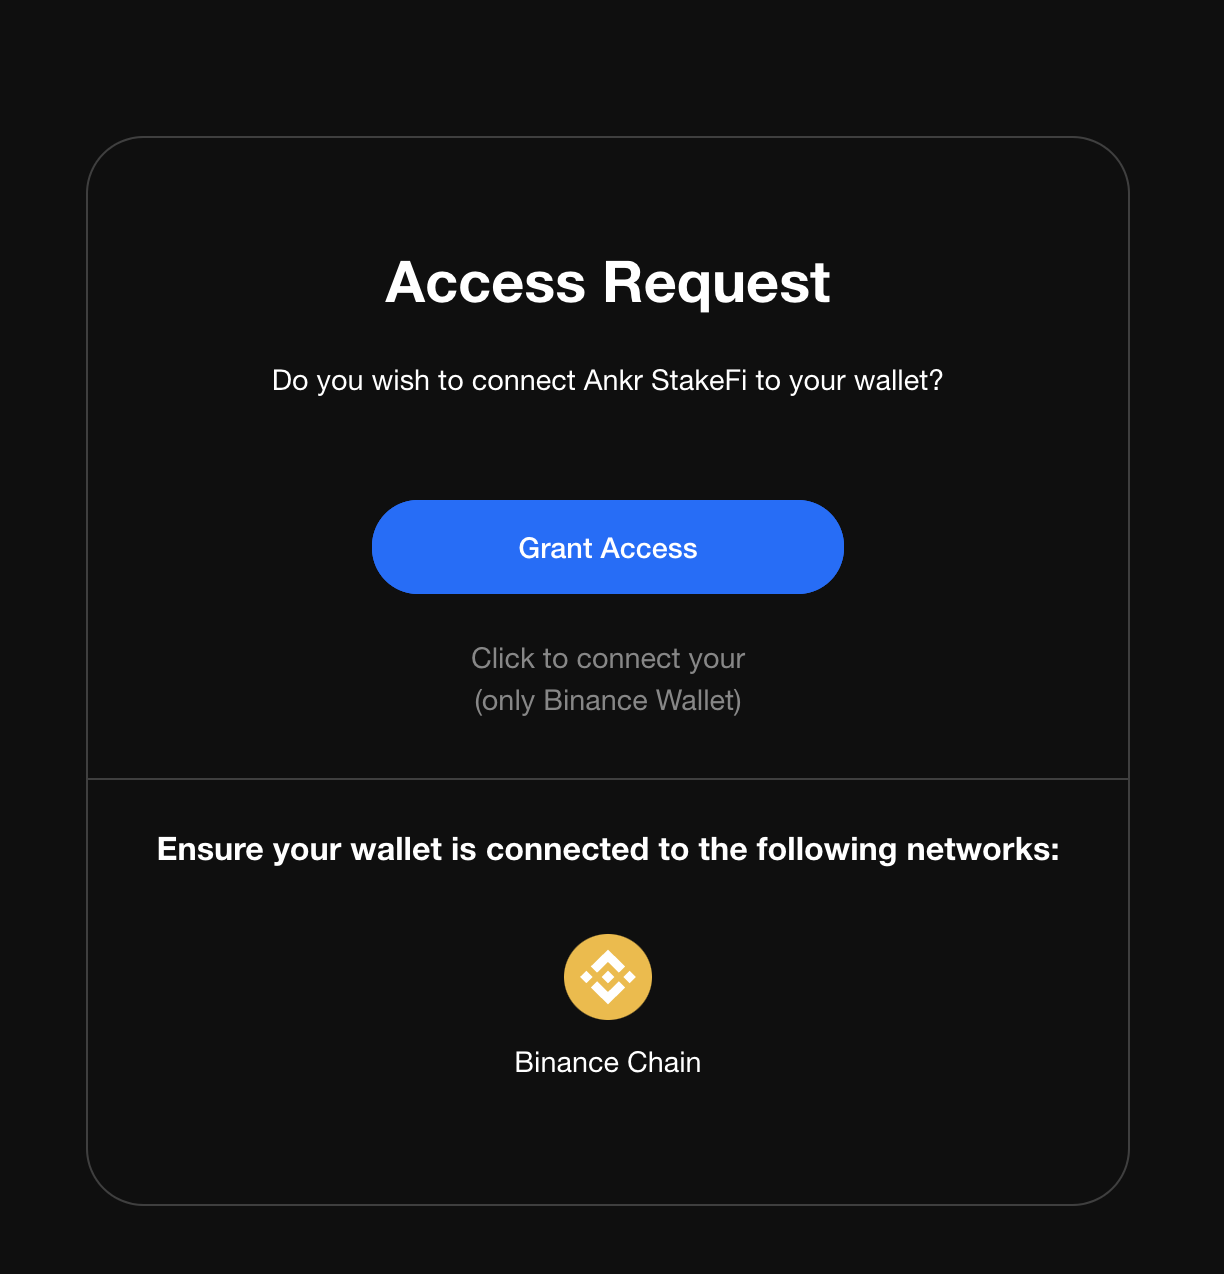 Access Request
Do you wish to connect Ankr StakeFi to your wallet?
Grant Access
Click to connect your
(only Binance Wallet)
Ensure your wallet is connected to the following networks:
Binance Chain